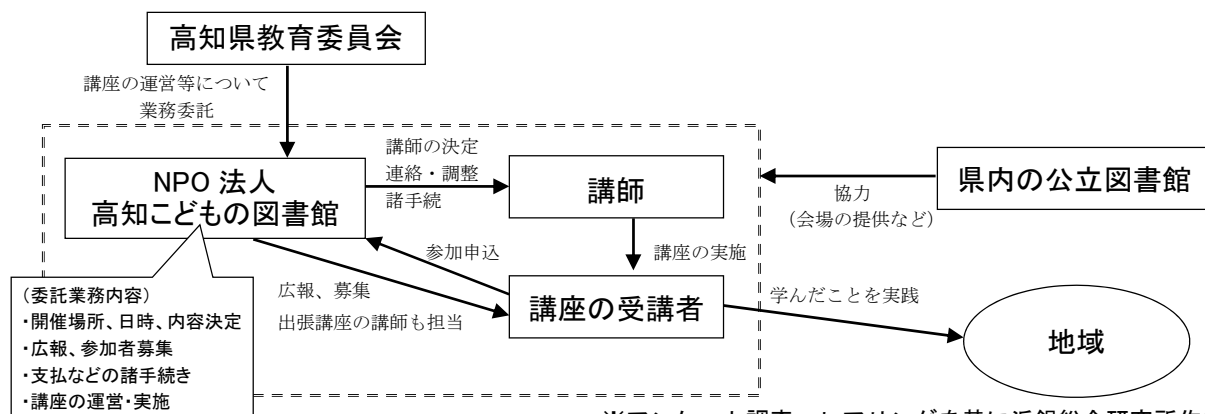 高知県教育委員会
講座の運営等について
業務委託
NPO 法人
高知こどもの図書館
講師の決定
連絡・調整
諸手続
講師
県内の公立図書館
協力
（会場の提供など）
参加申込
講座の実施
広報、募集
出張講座の講師も担当
講座の受講者
学んだことを実践
地域
（委託業務内容）
・開催場所、日時、内容決定
・広報、参加者募集
・支払などの諸手続き
・講座の運営・実施